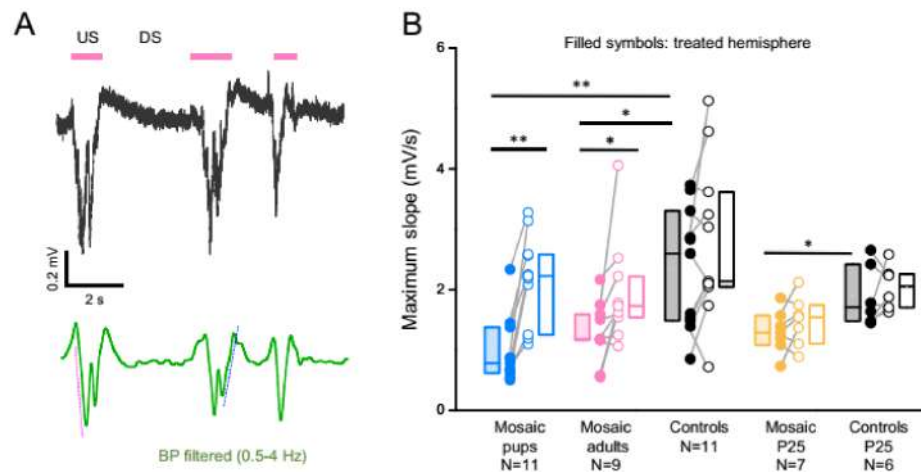 A
US DS
0.2 mV
2 s
BP filtered (0.5-4 Hz)
B
Filled symbols: treated hemisphere
Maximum slope (mV/s)
6
4
2
0
**
*
**
*
*
Mosaic
pups
N=11
Mosaic
adults
N=9
Controls
N=11
Mosaic
P25
N=7
Controls
P25
N=6